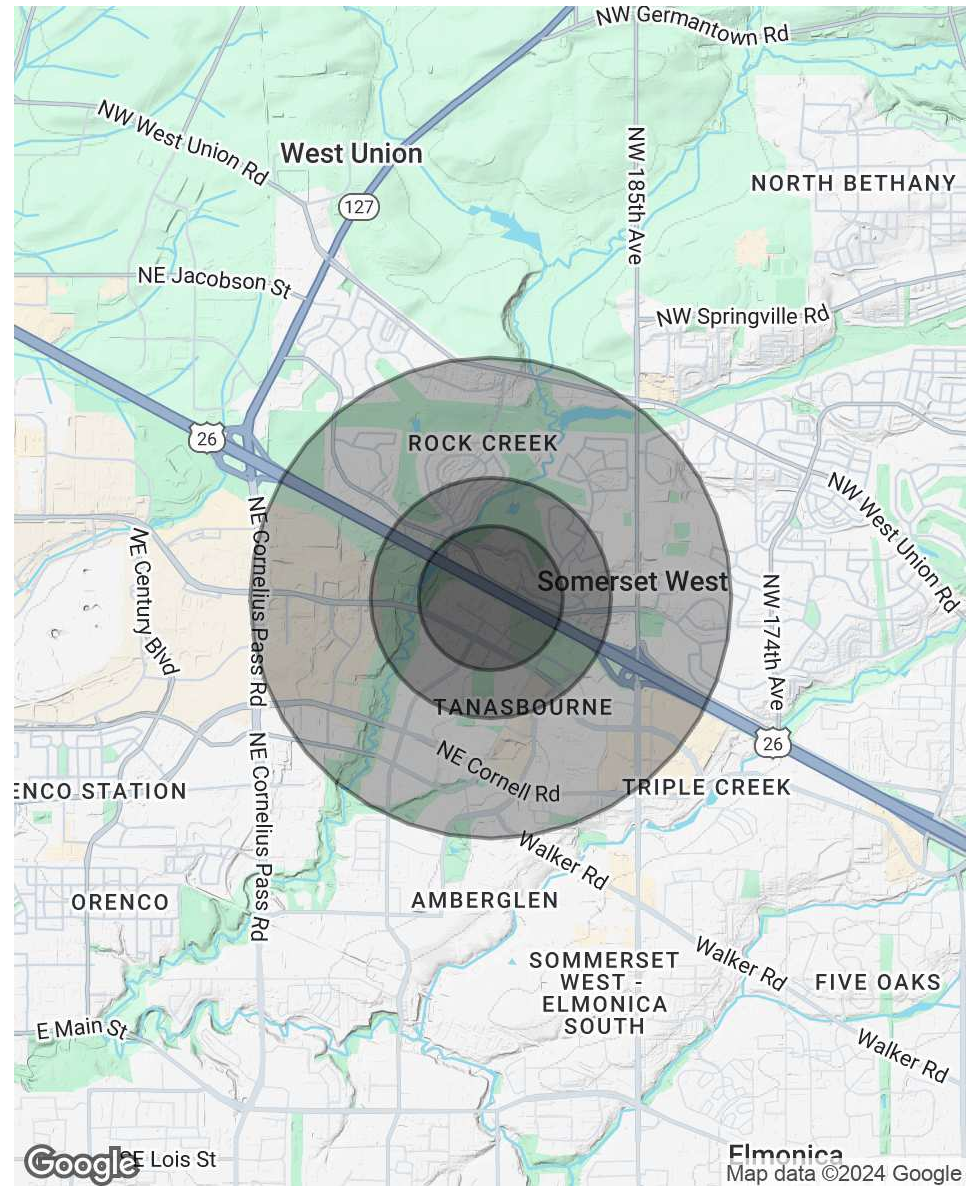 NW Germantown Rd
NW West Union Rd
West Union
NW 185th Ave
NORTH BETHANY
127
NE Jacobson St
NW Springville Rd
26
ROCK CREEK
NE Cornelius Pass Rd
NE Century Blvd
Somerset West
NW 174th Ave
NW West Union Rd
TANASBOURNE
26
NE Cornelius Pass Rd
NE Cornell Rd
ENCO STATION
TRIPLE CREEK
Walker Rd
ORENCO
AMBERGLEN
SOMMERSET
WEST -
ELMONICA
SOUTH
Walker Rd
FIVE OAKS
E Main St
Walker Rd
Elmonica
Google
E Lois St
Map data ©2024 Google